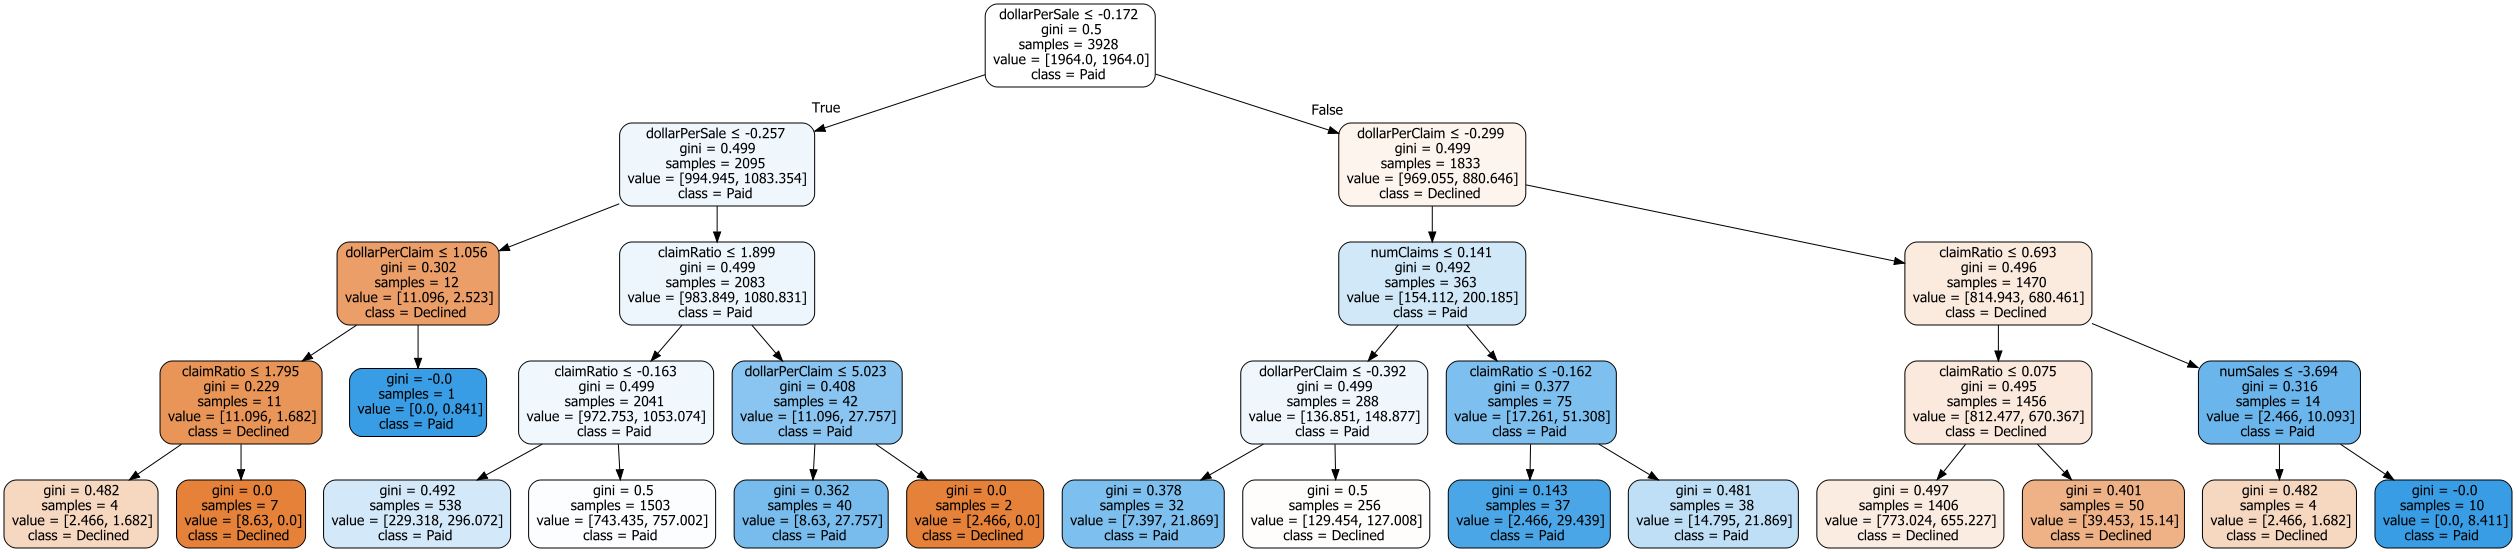 dollarPerSale ≤ -0.172
gini = 0.5
samples = 3928
value = [1964.0, 1964.0]
class = Paid
True
False
dollarPerSale ≤ -0.257
gini = 0.499
samples = 2095
value = [994.945, 1083.354]
class = Paid
dollarPerClaim ≤ -0.299
gini = 0.499
samples = 1833
value = [969.055, 880.646]
class = Declined
dollarPerClaim ≤ 1.056
gini = 0.302
samples = 12
value = [11.096, 2.523]
class = Declined
claimRatio ≤ 1.899
gini = 0.499
samples = 2083
value = [983.849, 1080.831]
class = Paid
numClaims ≤ 0.141
gini = 0.492
samples = 363
value = [154.112, 200.185]
class = Paid
claimRatio ≤ 0.693
gini = 0.496
samples = 1470
value = [814.943, 680.461]
class = Declined
claimRatio ≤ 1.795
gini = 0.229
samples = 11
value = [11.096, 1.682]
class = Declined
gini = -0.0
samples = 1
value = [0.0, 0.841]
class = Paid
claimRatio ≤ -0.163
gini = 0.499
samples = 2041
value = [972.753, 1053.074]
class = Paid
dollarPerClaim ≤ 5.023
gini = 0.408
samples = 42
value = [11.096, 27.757]
class = Paid
dollarPerClaim ≤ -0.392
gini = 0.499
samples = 288
value = [136.851, 148.877]
class = Paid
claimRatio ≤ -0.162
gini = 0.377
samples = 75
value = [17.261, 51.308]
class = Paid
claimRatio ≤ 0.075
gini = 0.495
samples = 1456
value = [812.477, 670.367]
class = Declined
numSales ≤ -3.694
gini = 0.316
samples = 14
value = [2.466, 10.093]
class = Paid
gini = 0.482
samples = 4
value = [2.466, 1.682]
class = Declined
gini = 0.0
samples = 7
value = [8.63, 0.0]
class = Declined
gini = 0.492
samples = 538
value = [229.318, 296.072]
class = Paid
gini = 0.5
samples = 1503
value = [743.435, 757.002]
class = Paid
gini = 0.362
samples = 40
value = [8.63, 27.757]
class = Paid
gini = 0.0
samples = 2
value = [2.466, 0.0]
class = Declined
gini = 0.378
samples = 32
value = [7.397, 21.869]
class = Paid
gini = 0.5
samples = 256
value = [129.454, 127.008]
class = Declined
gini = 0.143
samples = 37
value = [2.466, 29.439]
class = Paid
gini = 0.481
samples = 38
value = [14.795, 21.869]
class = Paid
gini = 0.497
samples = 1406
value = [773.024, 655.227]
class = Declined
gini = 0.401
samples = 50
value = [39.453, 15.14]
class = Declined
gini = 0.482
samples = 4
value = [2.466, 1.682]
class = Declined
gini = -0.0
samples = 10
value = [0.0, 8.411]
class = Paid